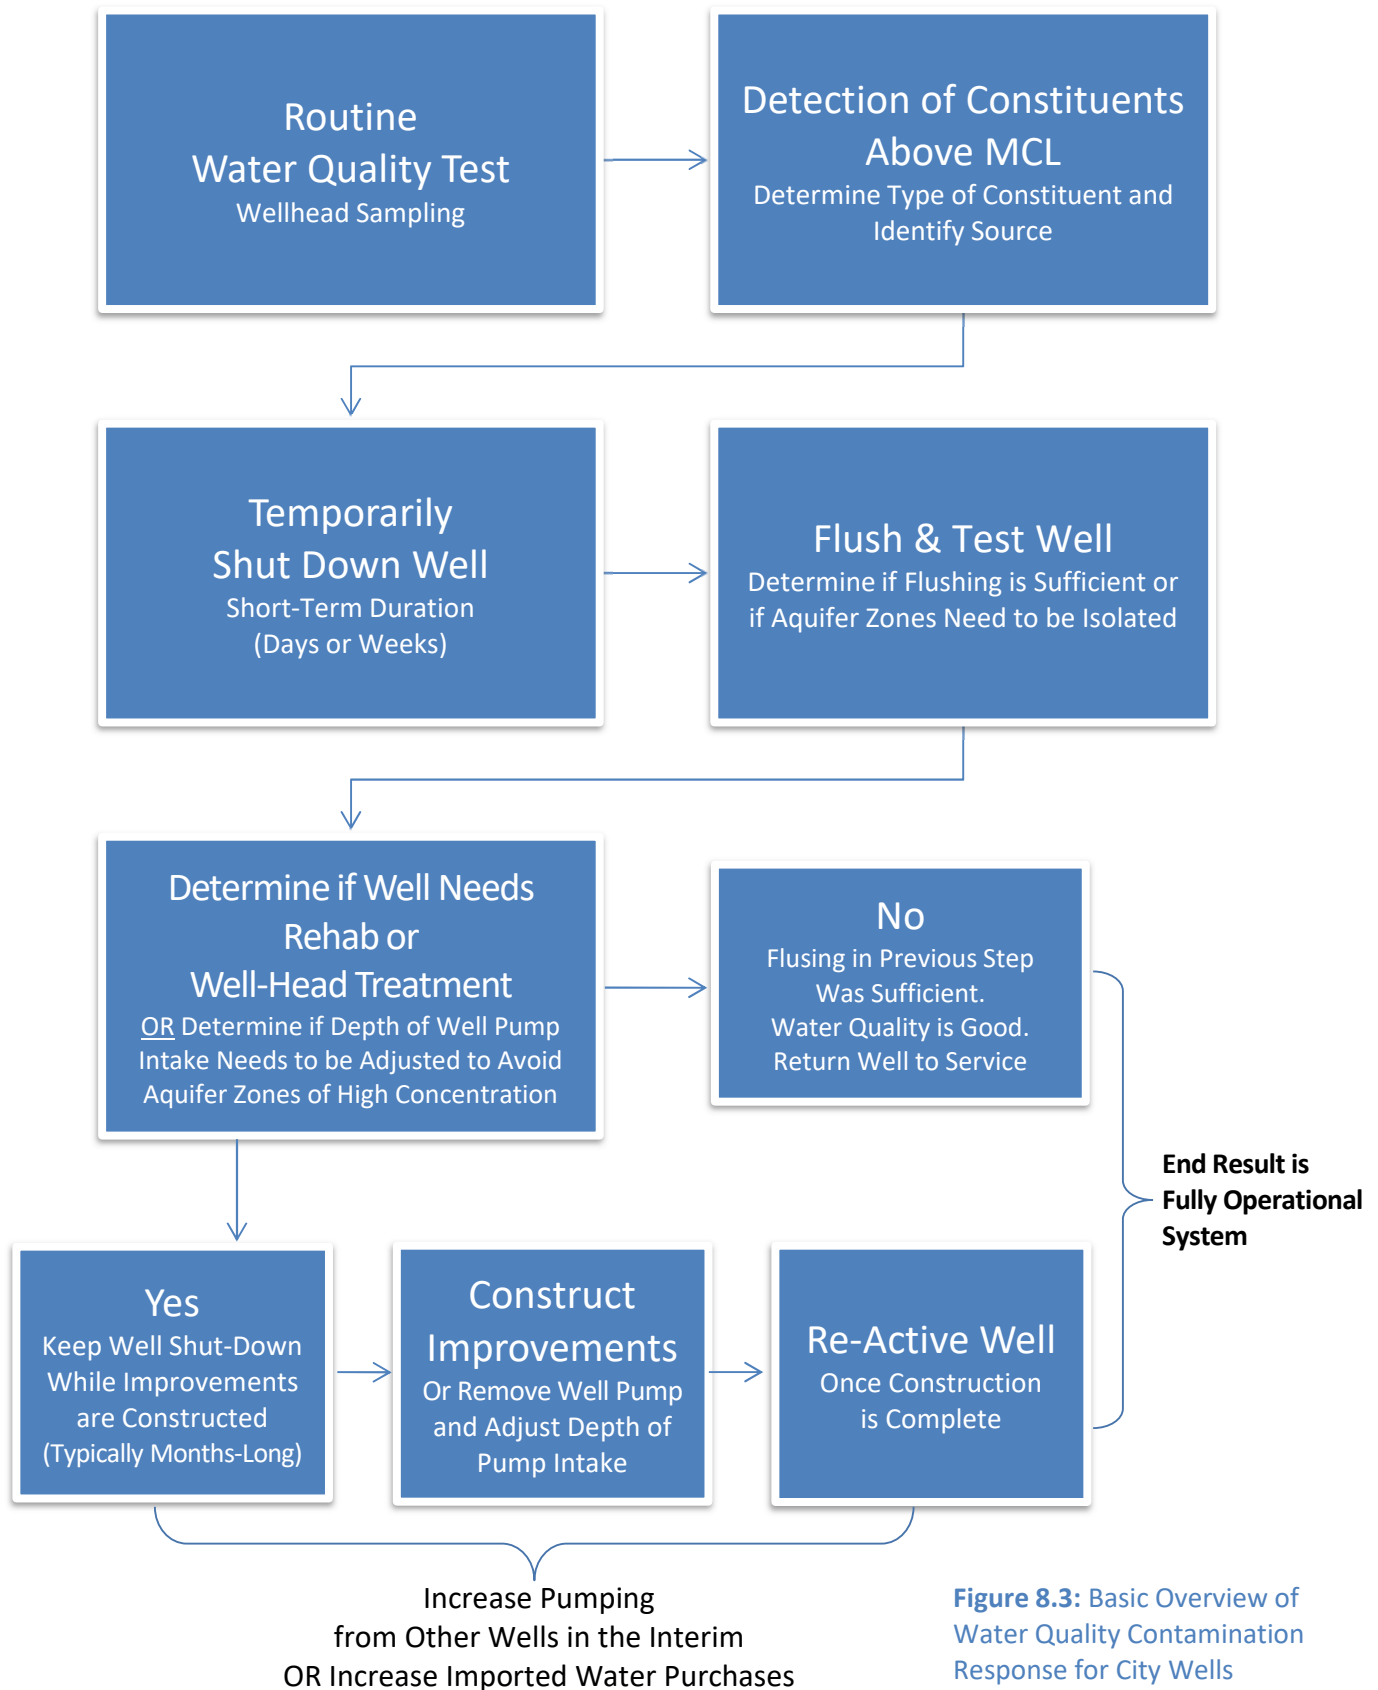 Routine
Water Quality Test
Wellhead Sampling
Detection of Constituents
Above MCL
Determine Type of Constituent and
Identify Source
Temporarily
Shut Down Well
Short-Term Duration
(Days or Weeks)
Flush & Test Well
Determine if Flushing is Sufficient or
if Aquifer Zones Need to be Isolated
Determine if Well Needs
Rehab or
Well-Head Treatment
OR Determine if Depth of Well Pump
Intake Needs to be Adjusted to Avoid
Aquifer Zones of High Concentration
No
Flusing in Previous Step
Was Sufficient.
Water Quality is Good.
Return Well to Service
End Result is
Fully Operational
System
Yes
Keep Well Shut-Down
While Improvements
are Constructed
(Typically Months-Long)
Construct
Improvements
Or Remove Well Pump
and Adjust Depth of
Pump Intake
Re-Active Well
Once Construction
is Complete
Increase Pumping
from Other Wells in the Interim
OR Increase Imported Water Purchases
Figure 8.3: Basic Overview of
Water Quality Contamination
Response for City Wells